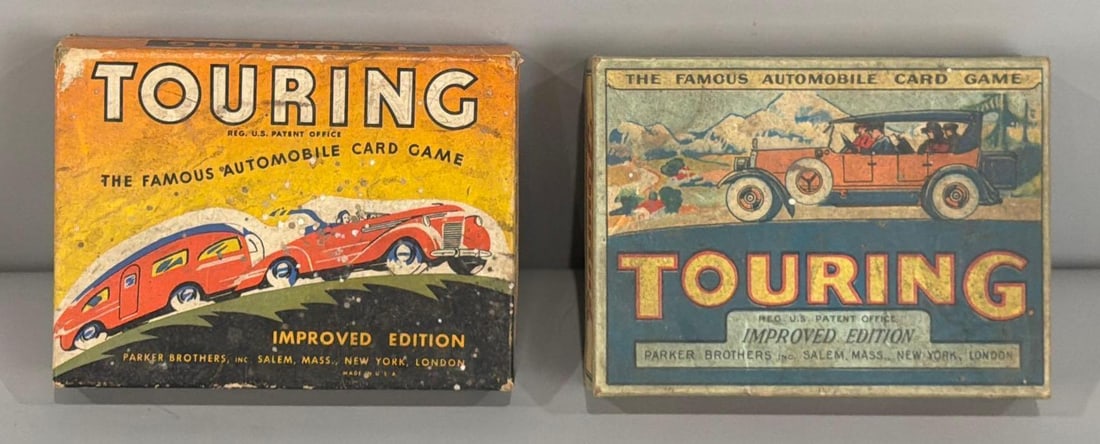 TOURING
TOURING
REG. U.S. PATENT OFFICE
THE FAMOUS AUTOMOBILE CARD GAME
IMPROVED EDITION
PARKER BROTHERS, INC. SALEM, MASS., NEW YORK, LONDON
MADE IN U.S.A.
THE FAMOUS AUTOMOBILE CARD GAME
TOURING
REG. U.S. PATENT OFFICE
IMPROVED EDITION
PARKER BROTHERS INC. SALEM, MASS., NEW YORK, LONDON